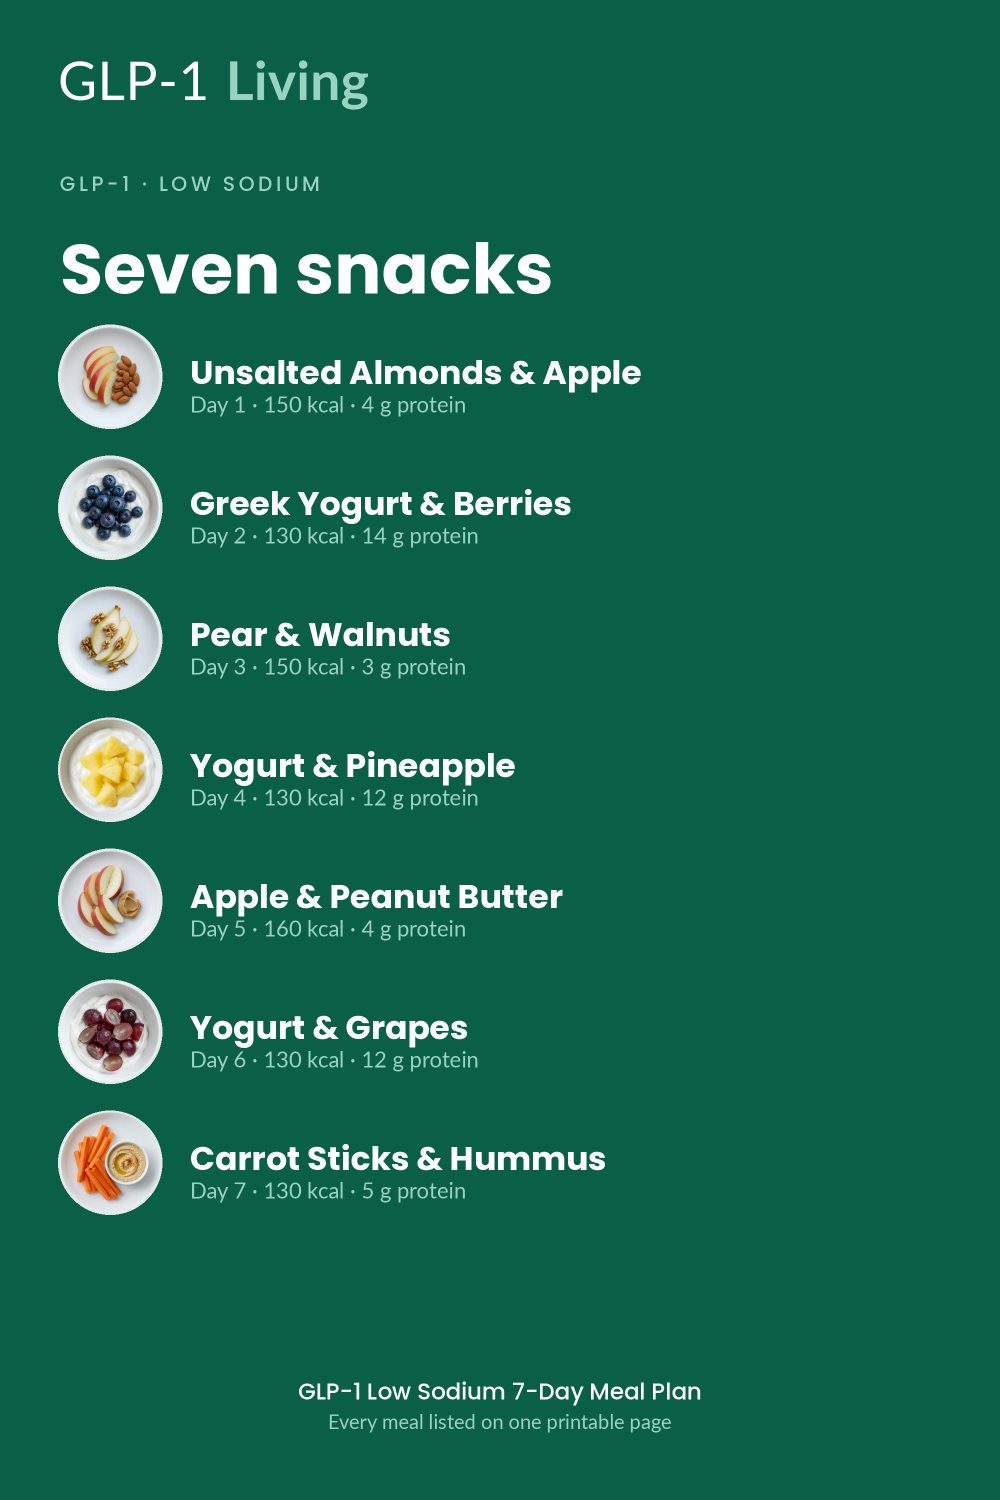 GLP-1 Living
GLP-1 · LOW SODIUM
Seven snacks
Unsalted Almonds & Apple
Day 1 · 150 kcal · 4 g protein
Greek Yogurt & Berries
Day 2 · 130 kcal · 14 g protein
Pear & Walnuts
Day 3 · 150 kcal · 3 g protein
Yogurt & Pineapple
Day 4 · 130 kcal · 12 g protein
Apple & Peanut Butter
Day 5 · 160 kcal · 4 g protein
Yogurt & Grapes
Day 6 · 130 kcal · 12 g protein
Carrot Sticks & Hummus
Day 7 · 130 kcal · 5 g protein
GLP-1 Low Sodium 7-Day Meal Plan
Every meal listed on one printable page